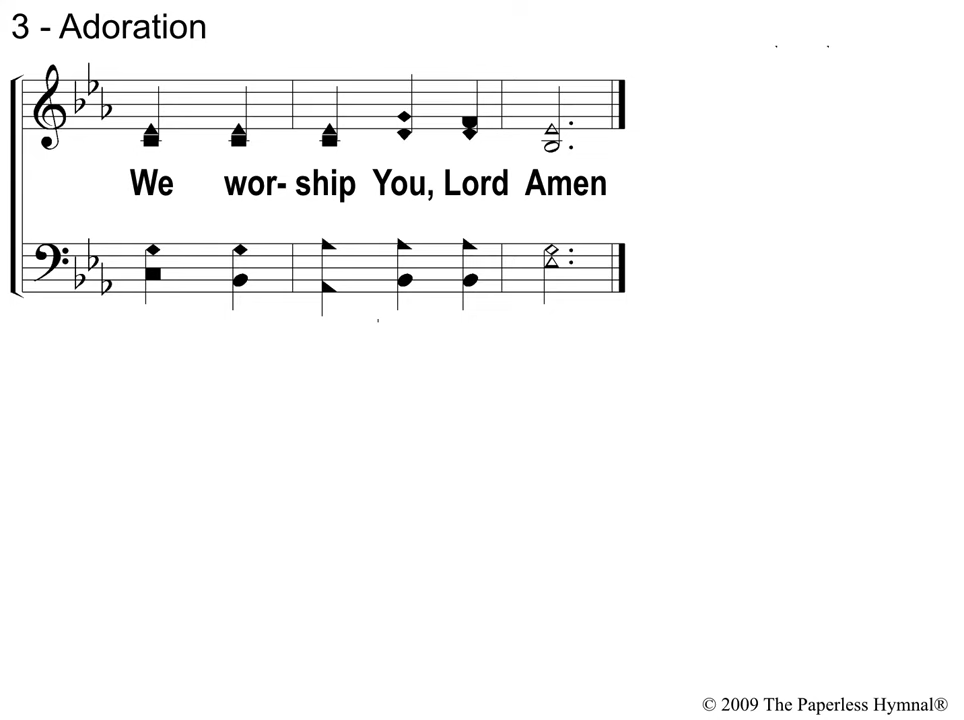 3 - Adoration
We wor- ship You, Lord Amen
© 2009 The Paperless Hymnal®